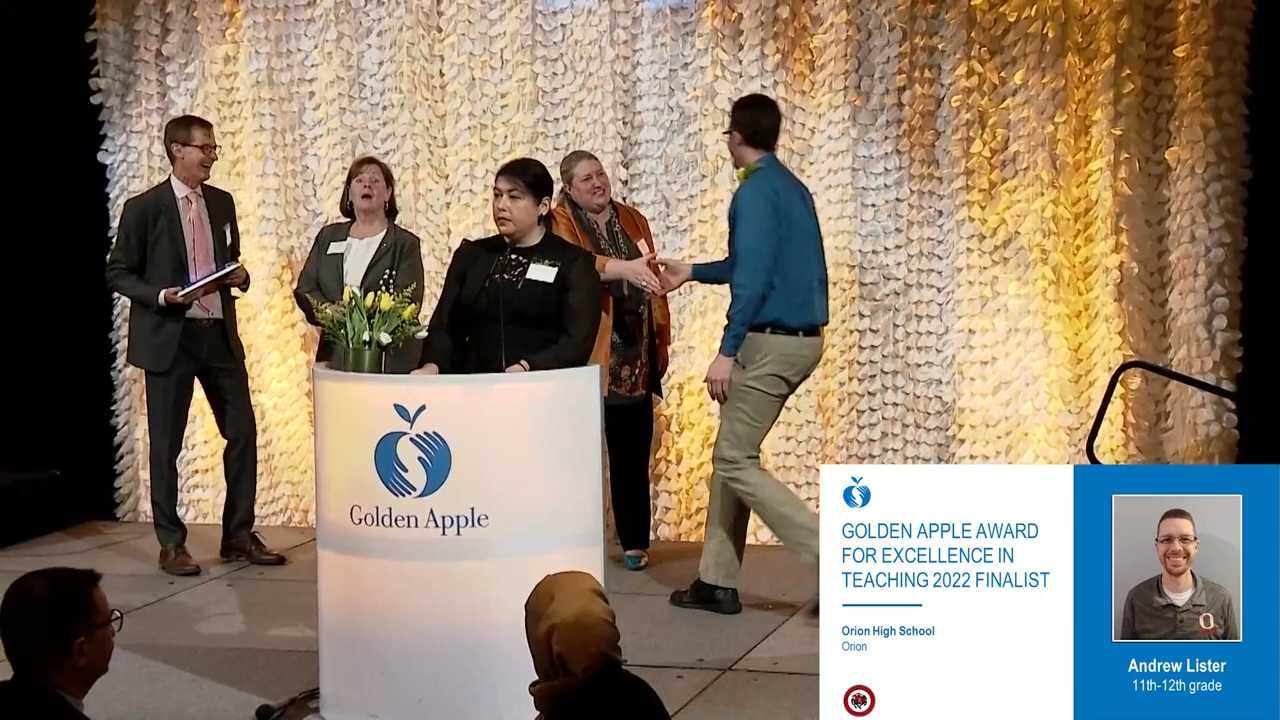 Golden Apple
GOLDEN APPLE AWARD
FOR EXCELLENCE IN
TEACHING 2022 FINALIST
Orion High School
Orion
Andrew Lister
11th-12th grade